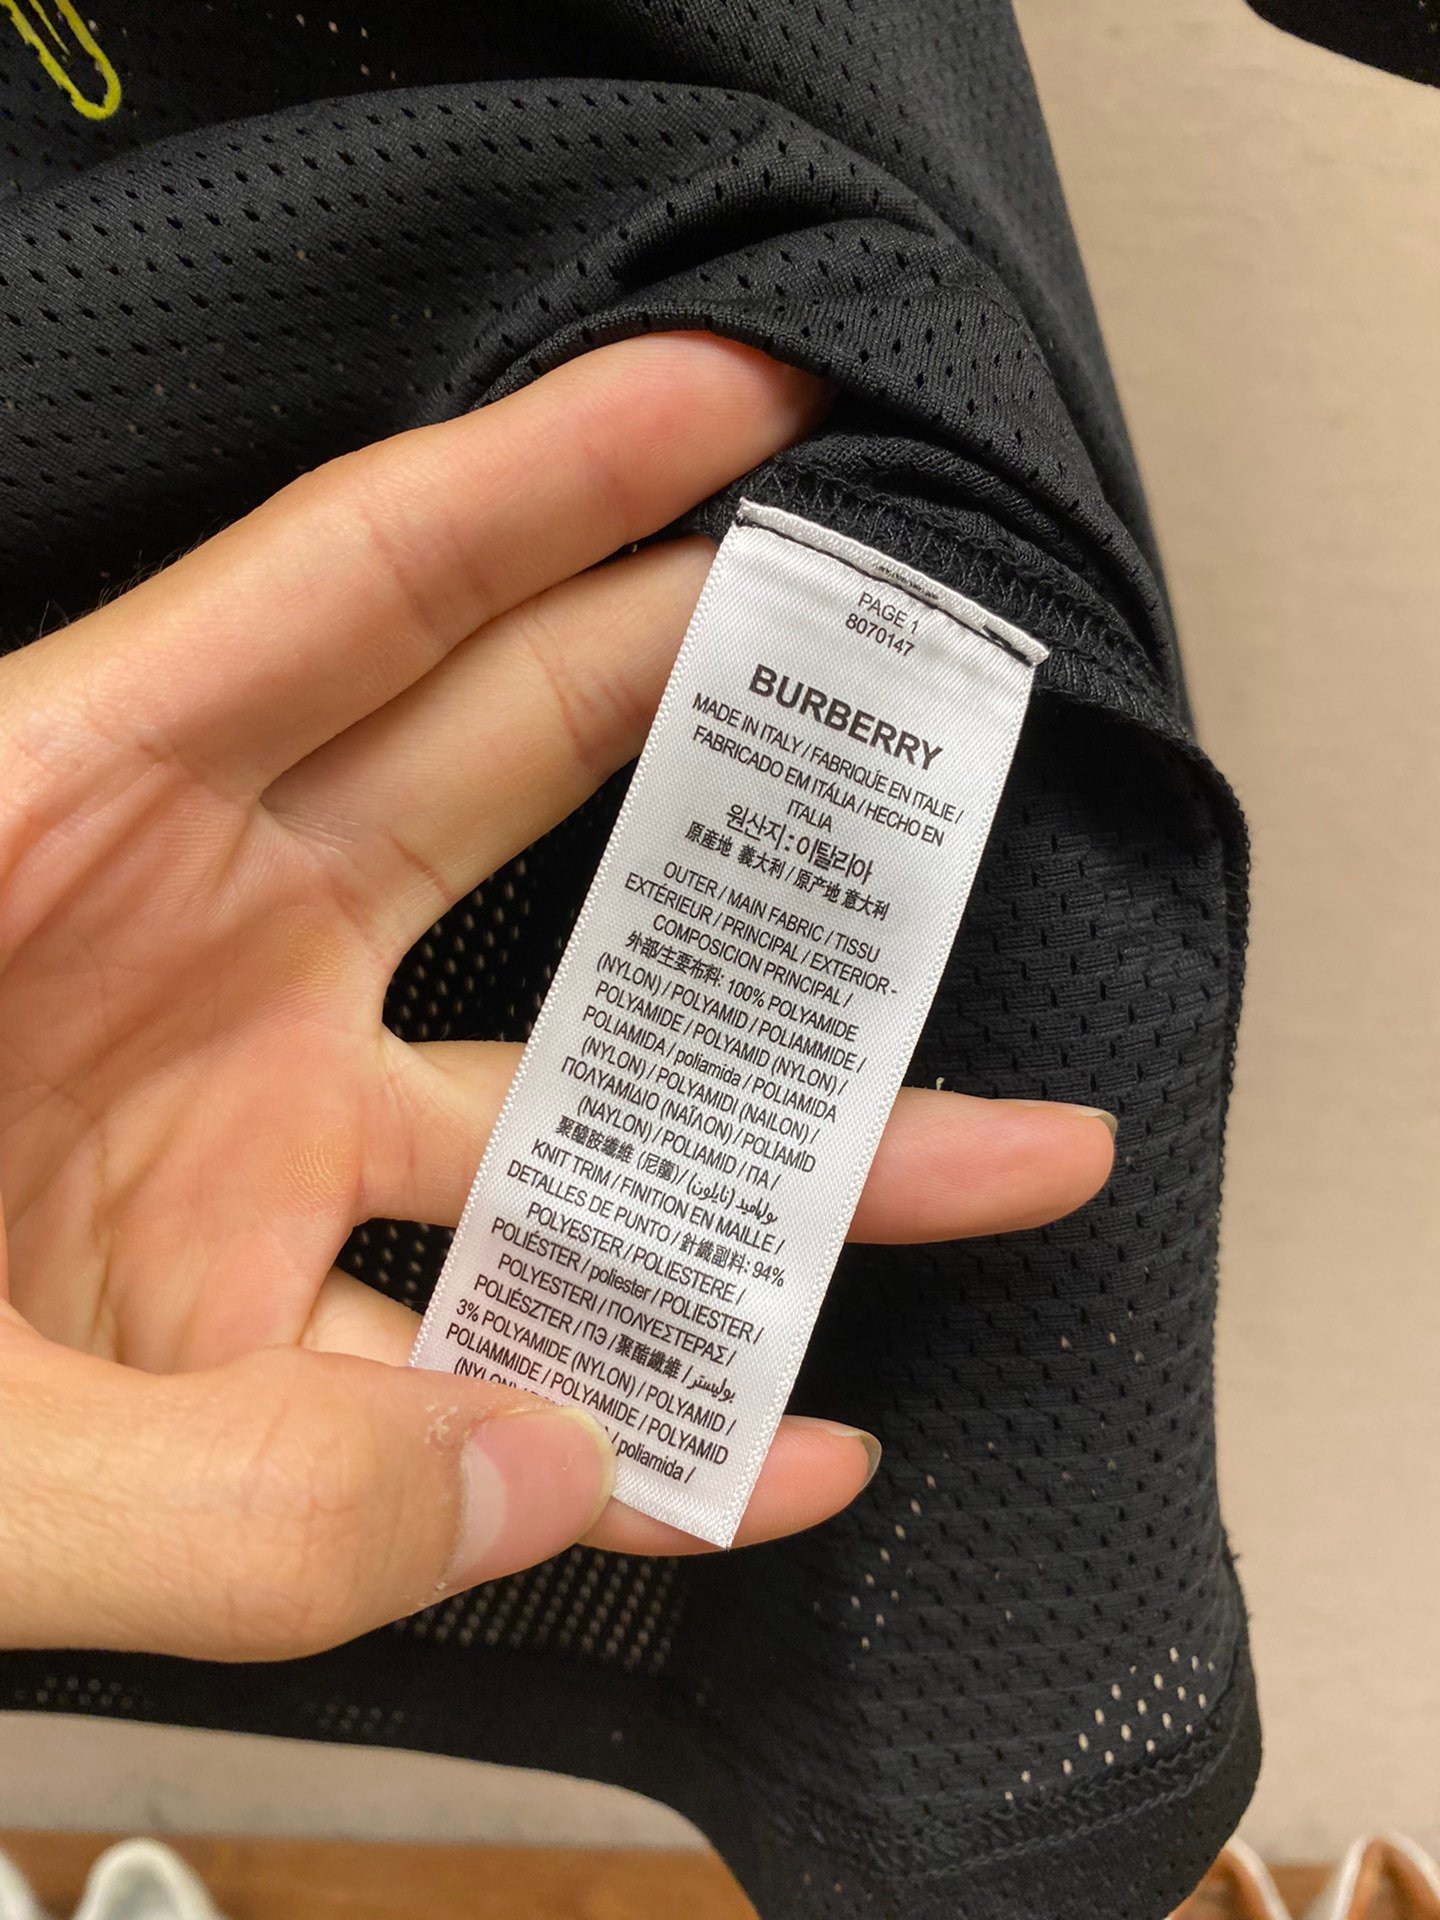 PAGE 1
8070147
BURBERRY
MADE IN ITALY / FABRIQUÉ EN ITALIE /
FABRICADO EM ITÁLIA / HECHO EN
ITALIA
원산지 : 이탈리아
原產地 義大利 / 原产地 意大利
OUTER / MAIN FABRIC / TISSU
EXTÉRIEUR / PRINCIPAL / EXTERIOR -
COMPOSICION PRINCIPAL /
外部/主要布料: 100% POLYAMIDE
(NYLON) / POLYAMID / POLIAMMIDE /
POLYAMIDE / POLYAMID (NYLON) /
POLIAMIDA / poliamida / POLIAMIDA
(NYLON) / POLYAMIDI (NAILON) /
ΠΟΛΥΑΜΙΔΙΟ (ΝΑΪΛΟΝ) / POLIAMID
(NAYLON) / POLIAMID / ПА /
聚醯胺纖維 (尼龍) / بولياميد (نايلون)
KNIT TRIM / FINITION EN MAILLE /
DETALLES DE PUNTO / 針織副料: 94%
POLYESTER / POLIESTERE /
POLIÉSTER / poliester / POLIESTER /
POLYESTERI / ΠΟΛΥΕΣΤΕΡΑΣ /
POLIÉSZTER / ПЭ / 聚酯纖維 / بوليستر
3% POLYAMIDE (NYLON) / POLYAMID /
POLIAMMIDE / POLYAMIDE / POLYAMID
(NYLON) / poliamida /